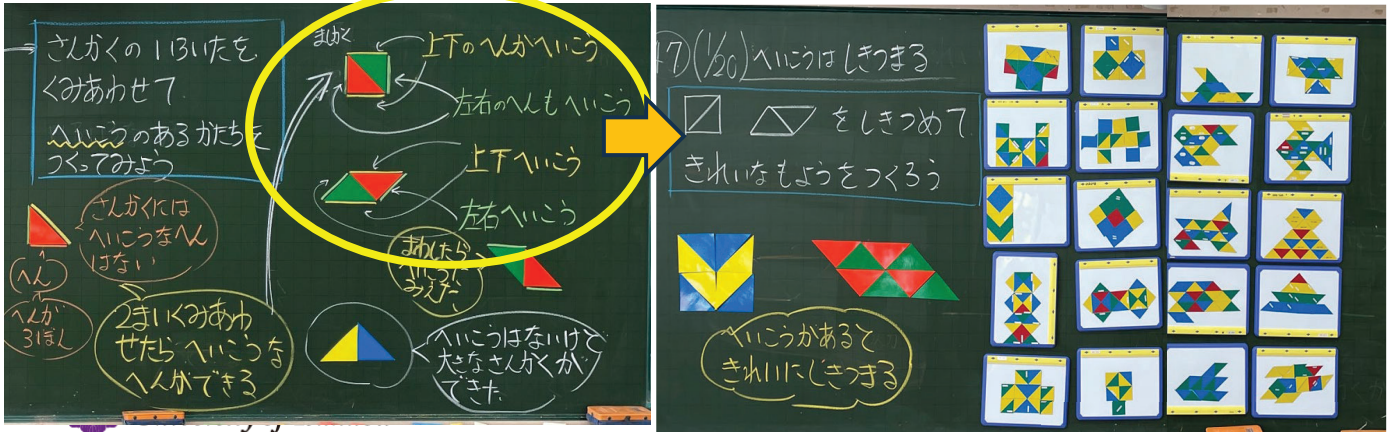 さんかくの いろいたを
くみあわせて
へいこうのあるかたちを
つくってみよう
ましかく
上下のへんがへいこう
左右のへんもへいこう
上下へいこう
左右へいこう
さんかくには
へいこうなへん
はない
へん
へんが
3ぼん
2まいくみあわ
せたら へいこうな
へんができる
まわしたら
へいこうに
みえた
へいこうはないけど
大きなさんかくが
できた
⑦(1/20) へいこうは しきつまる
をしきつめて
きれいなもようをつくろう
へいこうがあると
きれいにしきつまる